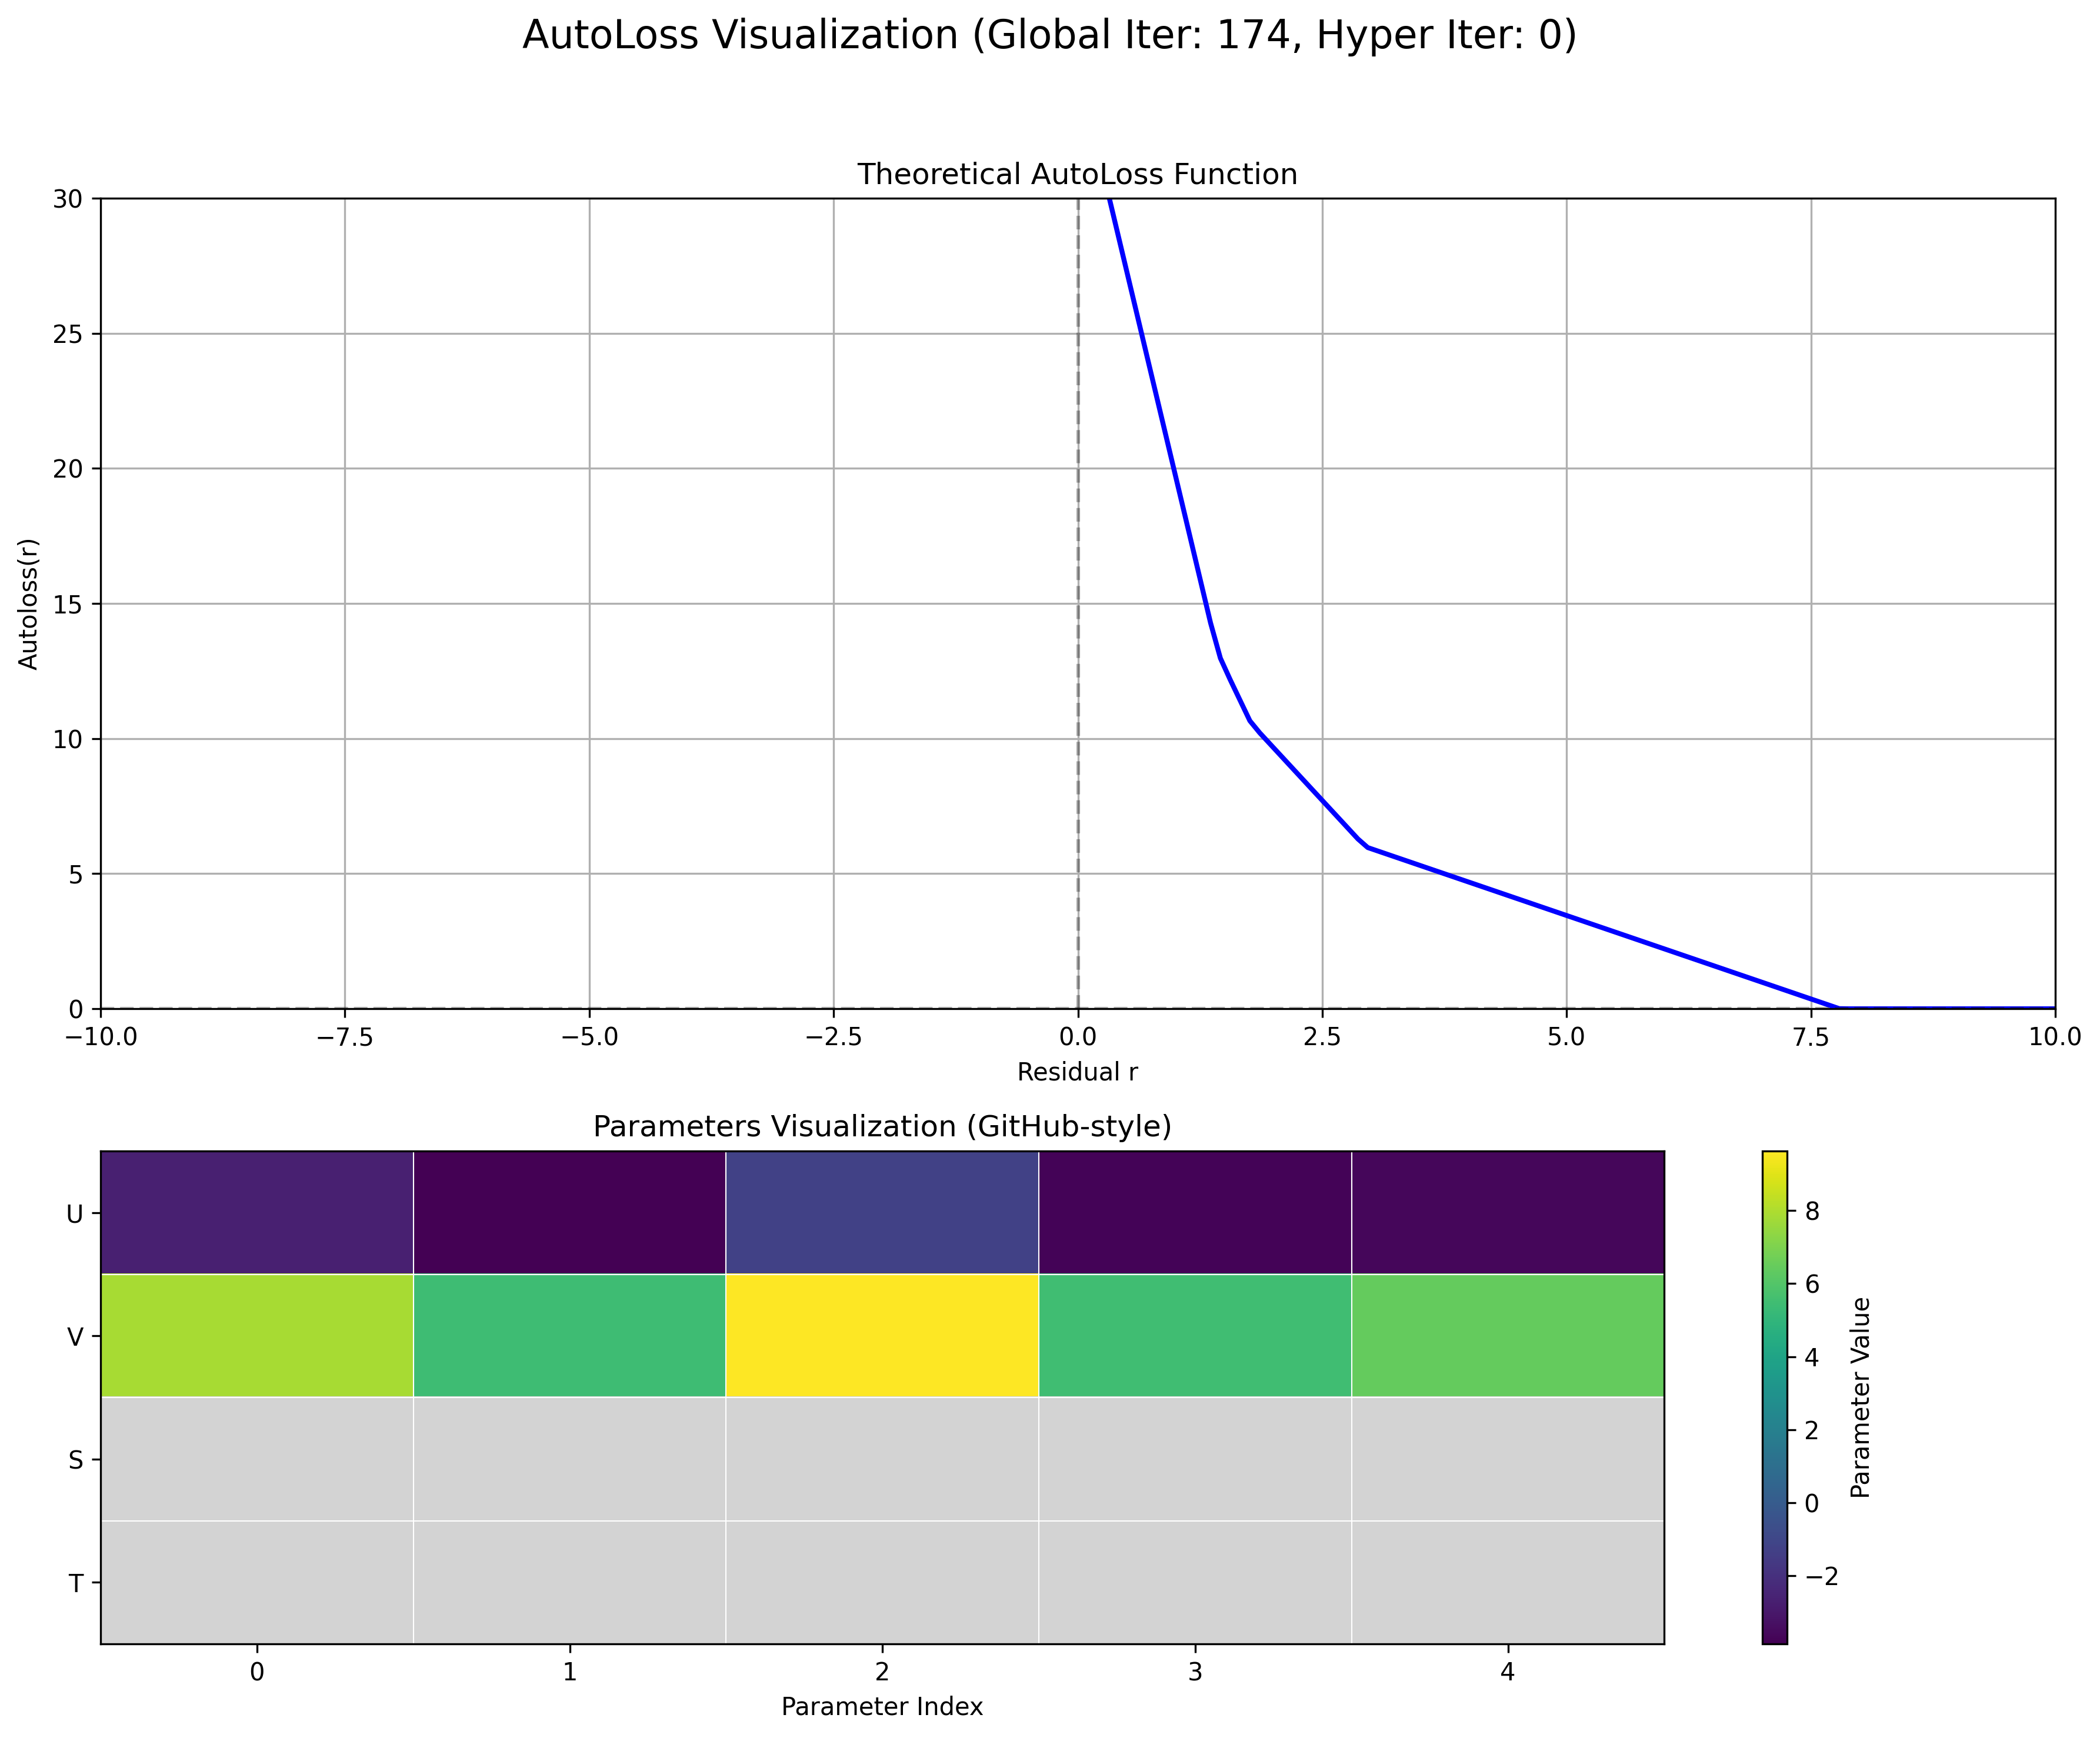 AutoLoss Visualization (Global Iter: 174, Hyper Iter: 0)
Theoretical AutoLoss Function
30
25
20
15
10
5
0
Autoloss(r)
−10.0
−7.5
−5.0
−2.5
0.0
2.5
5.0
7.5
10.0
Residual r
Parameters Visualization (GitHub-style)
U
V
S
T
0
1
2
3
4
Parameter Index
8
6
4
2
0
−2
Parameter Value